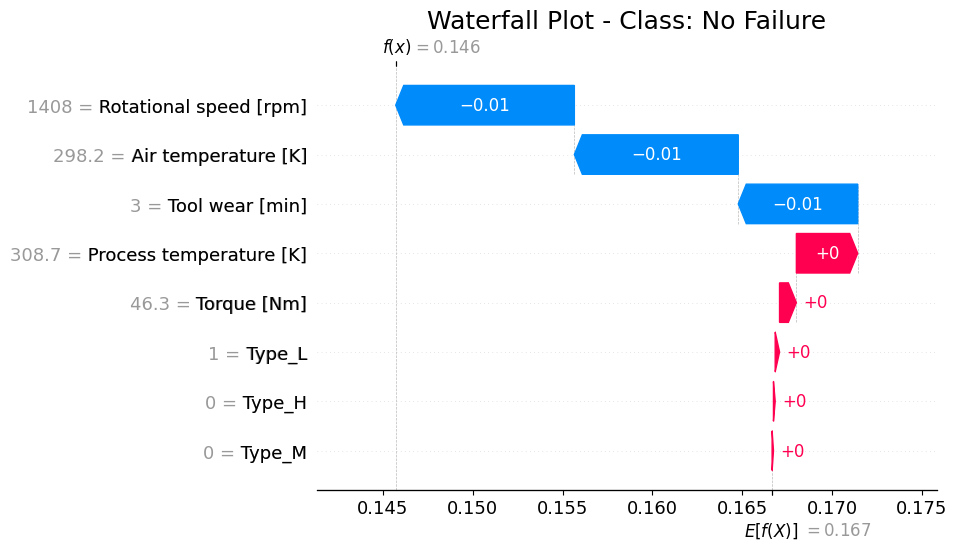 Waterfall Plot - Class: No Failure
f(x) = 0.146
1408 = Rotational speed [rpm] −0.01
298.2 = Air temperature [K] −0.01
3 = Tool wear [min] −0.01
308.7 = Process temperature [K] +0
46.3 = Torque [Nm] +0
1 = Type_L +0
0 = Type_H +0
0 = Type_M +0
0.145 0.150 0.155 0.160 0.165 0.170 0.175
E[f(X)] = 0.167